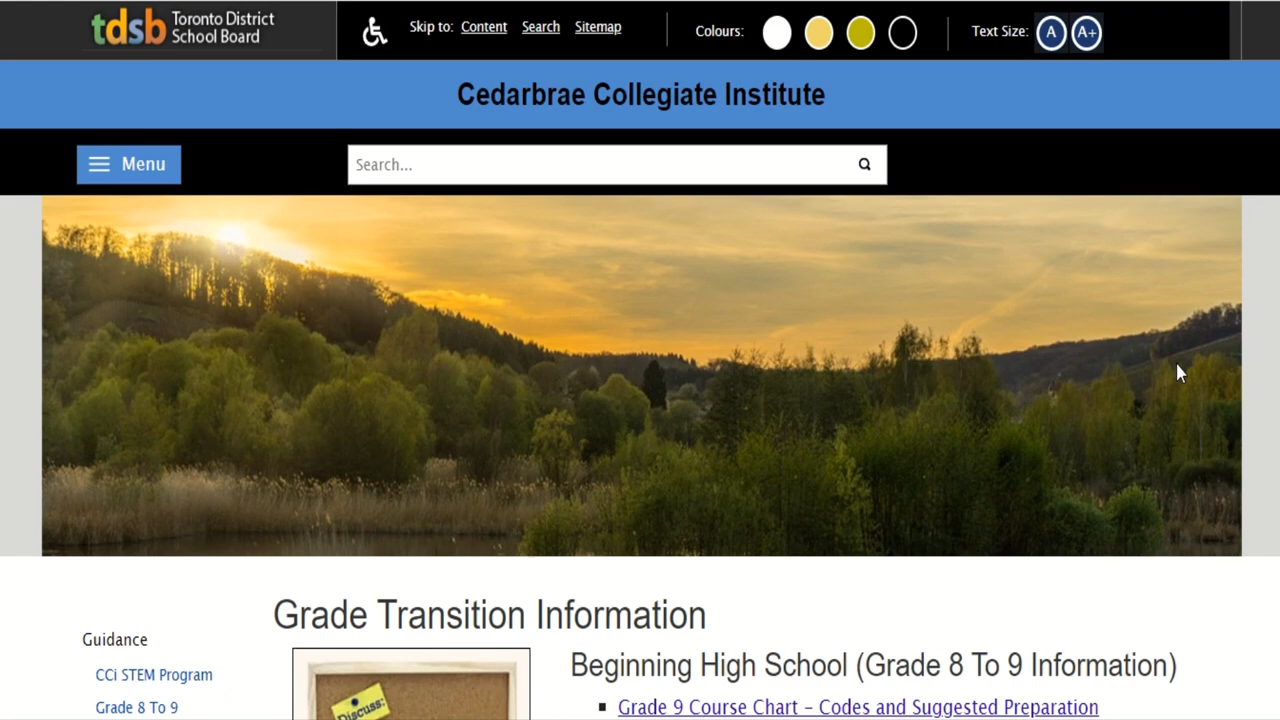 tdsb Toronto District
School Board
Skip to: Content Search Sitemap
Colours:
Text Size: A A+
Cedarbrae Collegiate Institute
Menu
Search...
Grade Transition Information
Guidance
CCi STEM Program
Grade 8 To 9
Discuss:
Beginning High School (Grade 8 To 9 Information)
Grade 9 Course Chart – Codes and Suggested Preparation